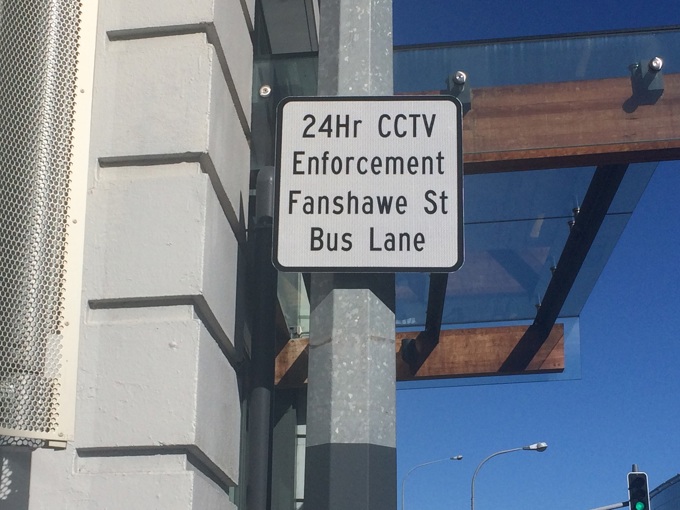 24Hr CCTV
Enforcement
Fanshawe St
Bus Lane